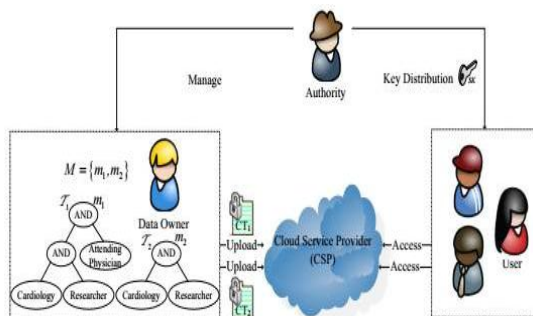 Authority
Manage
Key Distribution
SK
M = {m₁, m₂}
Data Owner
𝒯₁ m₁
AND
AND
Attending Physician
Cardiology
Researcher
𝒯₂ m₂
AND
Cardiology
Researcher
CT₁
Upload
Upload
CT₂
Cloud Service Provider
(CSP)
Access
Access
User